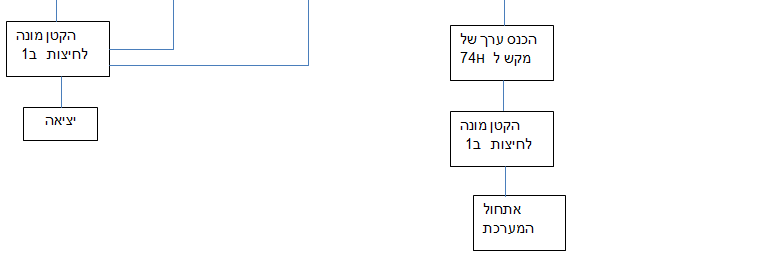 הקטן מונה
לחיצות ב1
יציאה
הכנס ערך של
מקש ל 74H
הקטן מונה
לחיצות ב1
אתחול
המערכת